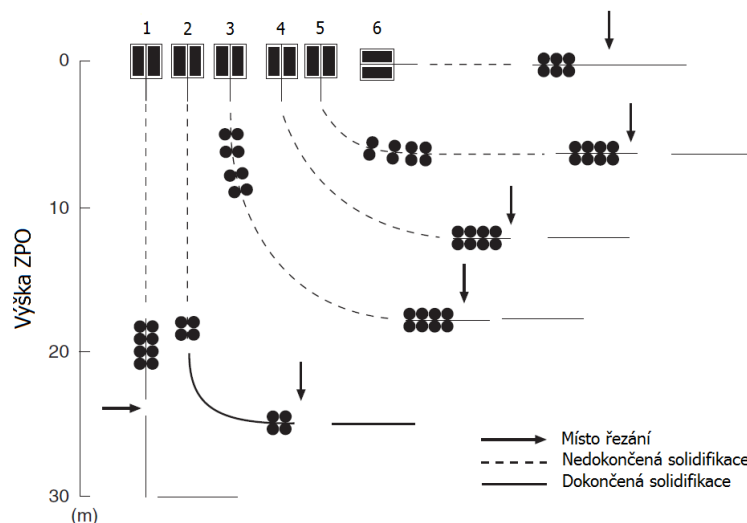 1 2 3 4 5 6
0
10
Výška ZPO
20
30
(m)
Místo řezání
Nedokončená solidifikace
Dokončená solidifikace